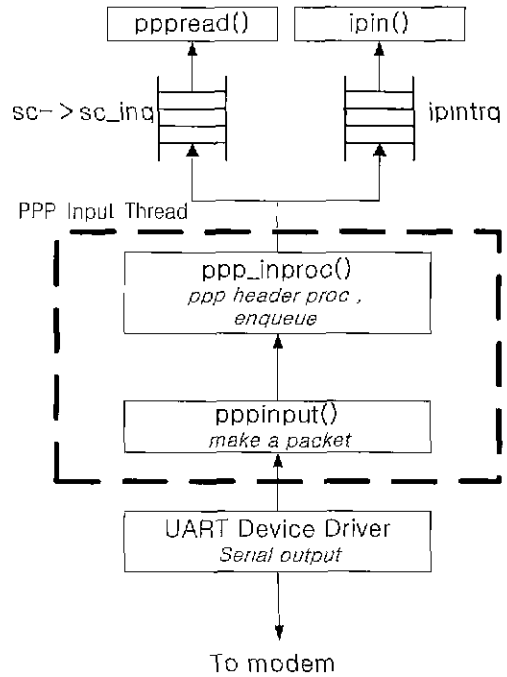 pppread()
ipin()
sc->sc_inq
ipintrq
PPP Input Thread
ppp_inproc()
ppp header proc ,
enqueue
pppinput()
make a packet
UART Device Driver
Serial output
To modem